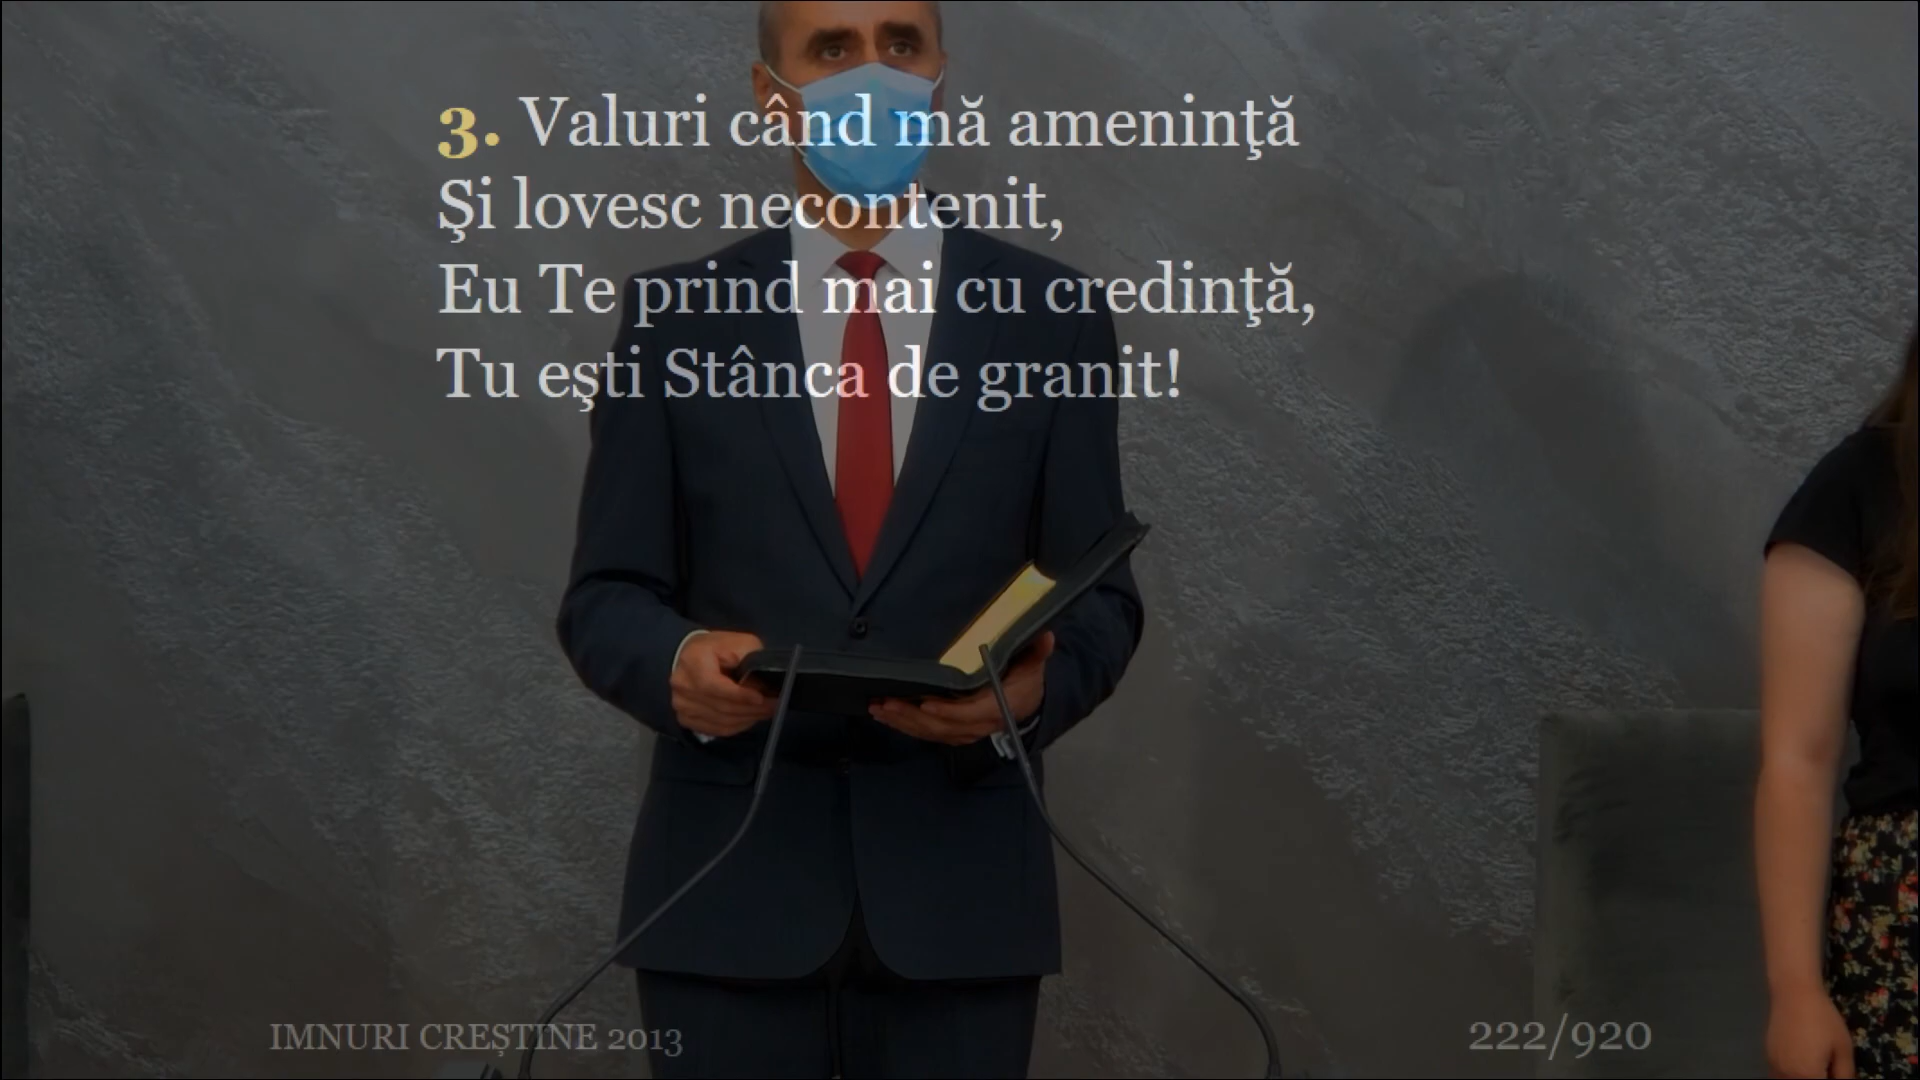 3. Valuri când mă ameninţă
Şi lovesc necontenit,
Eu Te prind mai cu credinţă,
Tu eşti Stânca de granit!
IMNURI CREȘTINE 2013
222/920